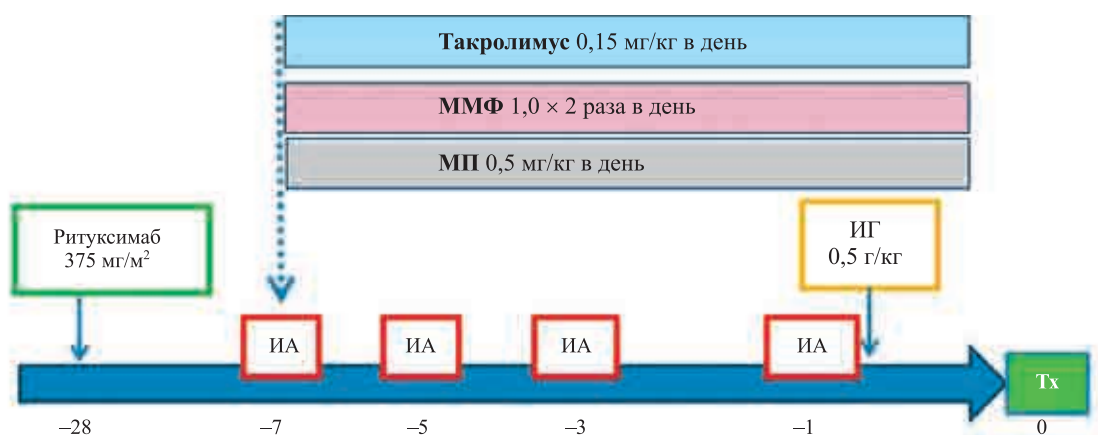 Такролимус 0,15 мг/кг в день
ММФ 1,0 × 2 раза в день
МП 0,5 мг/кг в день
Ритуксимаб
375 мг/м²
ИГ
0,5 г/кг
ИА
ИА
ИА
ИА
Tx
–28
–7
–5
–3
–1
0